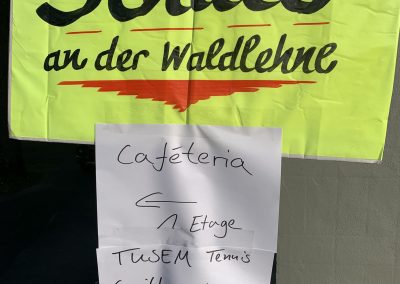 an der Waldlehne
Caféteria
←
1 Etage
TUSEM Tennis